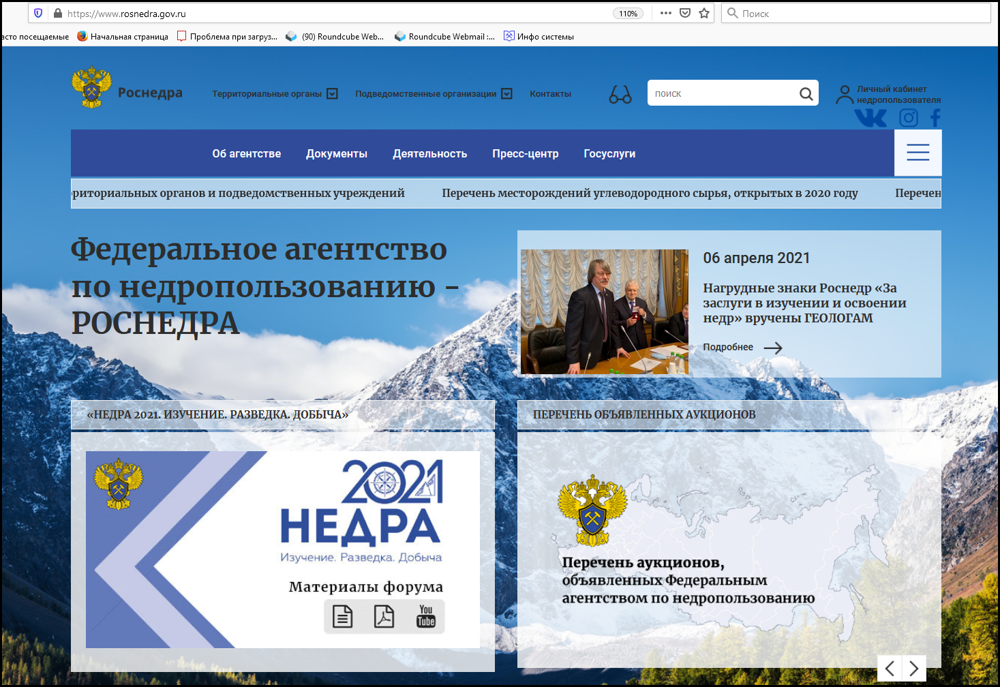 https://www.rosnedra.gov.ru
110%
Поиск
асто посещаемые
Начальная страница
Проблема при загруз...
(90) Roundcube Web...
Roundcube Webmail :...
Инфо системы
Роснедра
Территориальные органы
Подведомственные организации
Контакты
поиск
Личный кабинет
недропользователя
Об агентстве
Документы
Деятельность
Пресс-центр
Госуслуги
риториальных органов и подведомственных учреждений
Перечень месторождений углеводородного сырья, открытых в 2020 году
Перечен
Федеральное агентство
по недропользованию -
РОСНЕДРА
06 апреля 2021
Нагрудные знаки Роснедр «За
заслуги в изучении и освоении
недр» вручены ГЕОЛОГАМ
Подробнее
«НЕДРА 2021. ИЗУЧЕНИЕ. РАЗВЕДКА. ДОБЫЧА»
2021
НЕДРА
Изучение. Разведка. Добыча
Материалы форума
You
Tube
ПЕРЕЧЕНЬ ОБЪЯВЛЕННЫХ АУКЦИОНОВ
Перечень аукционов,
объявленных Федеральным
агентством по недропользованию